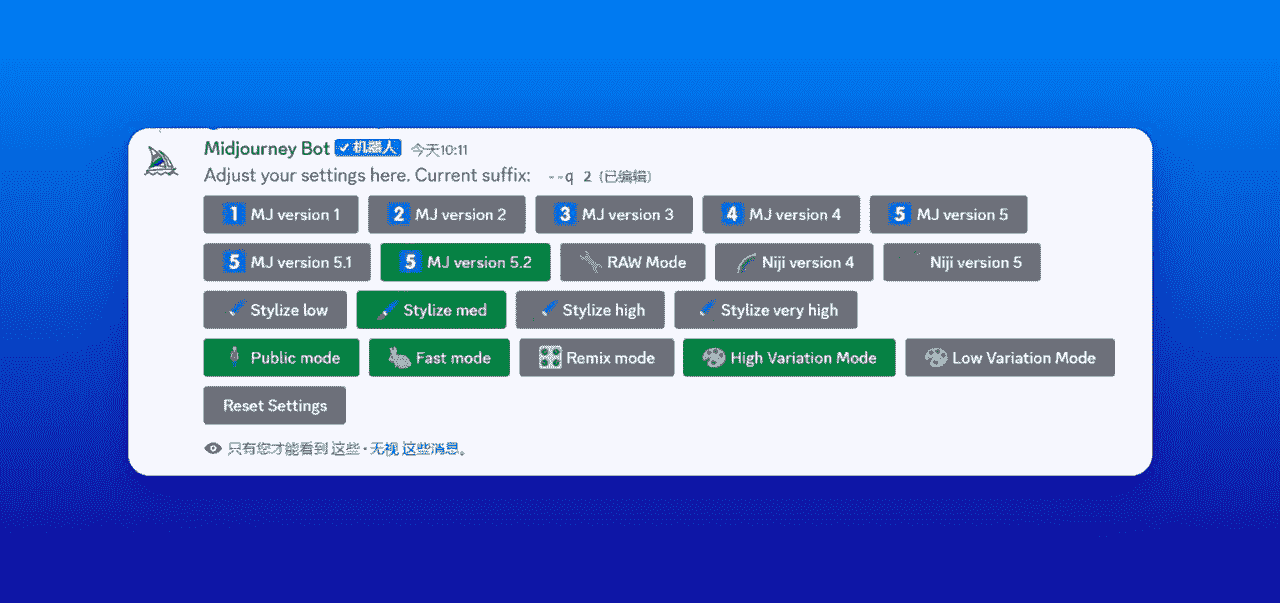 Midjourney Bot ✓机器人 今天10:11
Adjust your settings here. Current suffix: --q 2 (已编辑)
1 MJ version 1 2 MJ version 2 3 MJ version 3 4 MJ version 4 5 MJ version 5
5 MJ version 5.1 5 MJ version 5.2 RAW Mode Niji version 4 Niji version 5
Stylize low Stylize med Stylize high Stylize very high
Public mode Fast mode Remix mode High Variation Mode Low Variation Mode
Reset Settings
只有您才能看到 这些 · 无视 这些消息。